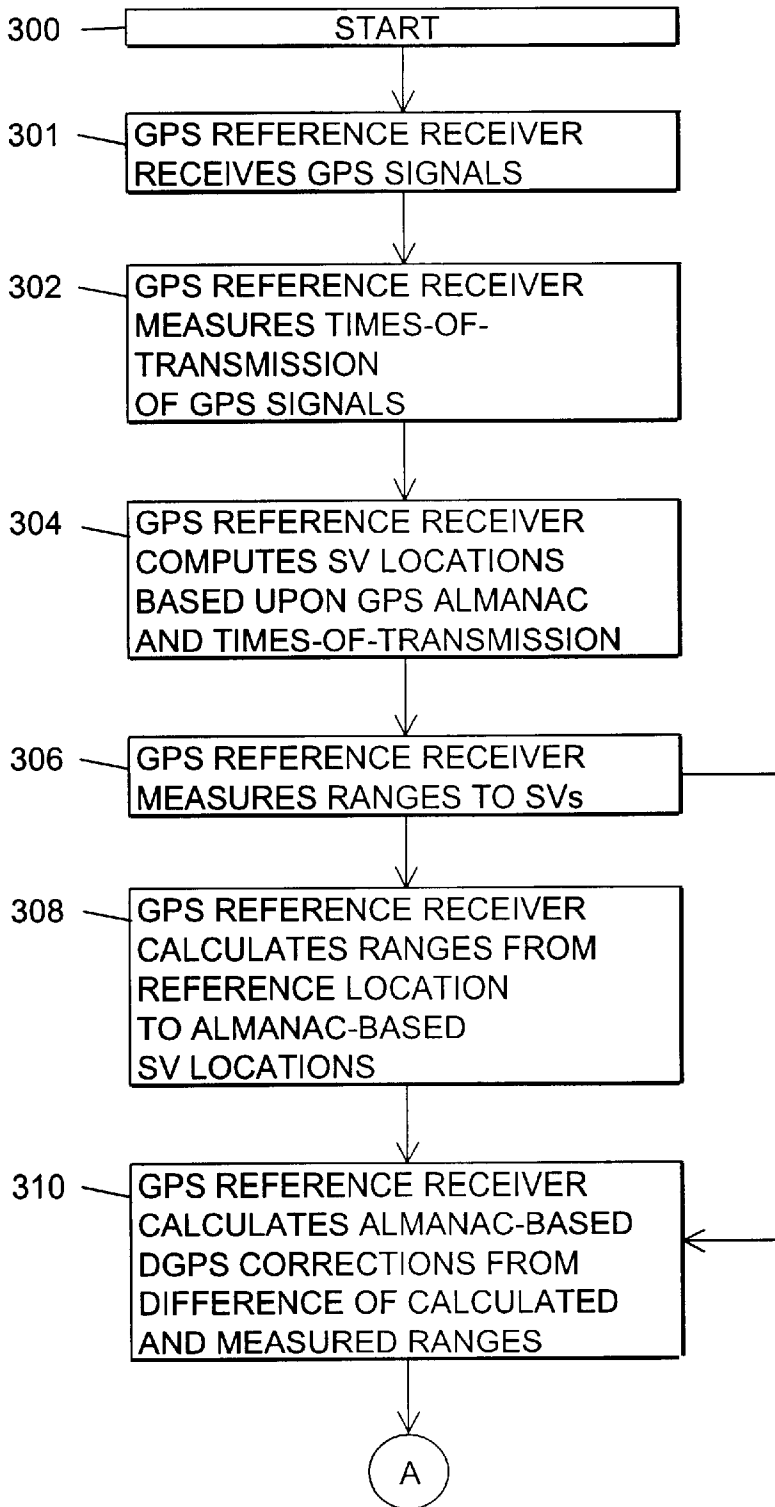 300
START
301
GPS REFERENCE RECEIVER
RECEIVES GPS SIGNALS
302
GPS REFERENCE RECEIVER
MEASURES TIMES-OF-
TRANSMISSION
OF GPS SIGNALS
304
GPS REFERENCE RECEIVER
COMPUTES SV LOCATIONS
BASED UPON GPS ALMANAC
AND TIMES-OF-TRANSMISSION
306
GPS REFERENCE RECEIVER
MEASURES RANGES TO SVs
308
GPS REFERENCE RECEIVER
CALCULATES RANGES FROM
REFERENCE LOCATION
TO ALMANAC-BASED
SV LOCATIONS
310
GPS REFERENCE RECEIVER
CALCULATES ALMANAC-BASED
DGPS CORRECTIONS FROM
DIFFERENCE OF CALCULATED
AND MEASURED RANGES
A